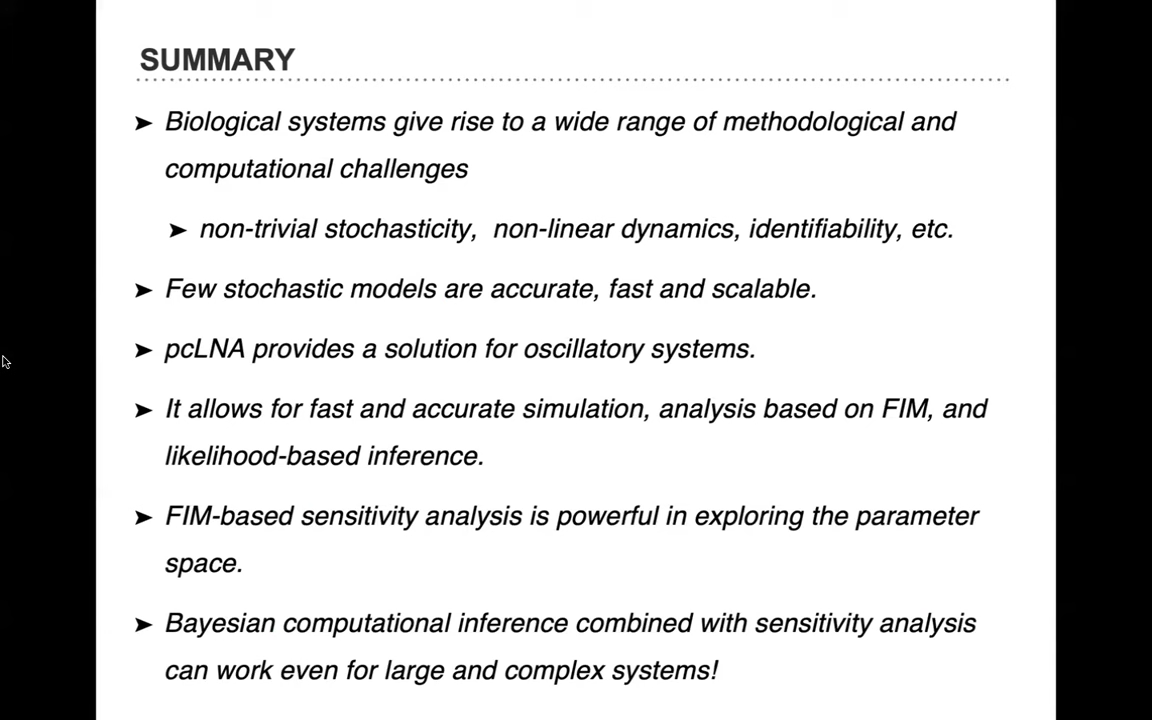 SUMMARY
➤ Biological systems give rise to a wide range of methodological and
computational challenges
➤ non-trivial stochasticity, non-linear dynamics, identifiability, etc.
➤ Few stochastic models are accurate, fast and scalable.
➤ pcLNA provides a solution for oscillatory systems.
➤ It allows for fast and accurate simulation, analysis based on FIM, and
likelihood-based inference.
➤ FIM-based sensitivity analysis is powerful in exploring the parameter
space.
➤ Bayesian computational inference combined with sensitivity analysis
can work even for large and complex systems!